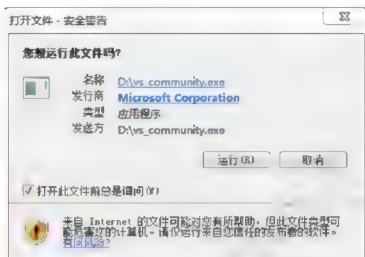 打开文件 - 安全警告
您想运行此文件吗?
名称 D:\vs_community.exe
发行商 Microsoft Corporation
类型 应用程序
发送方 D:\vs_community.exe
运行(R) 取消
打开此文件前总是询问(W)
来自 Internet 的文件可能对您有所帮助，但此文件类型可
能危害您的计算机。请仅运行来自您信任的发布者的软件。
有何风险?